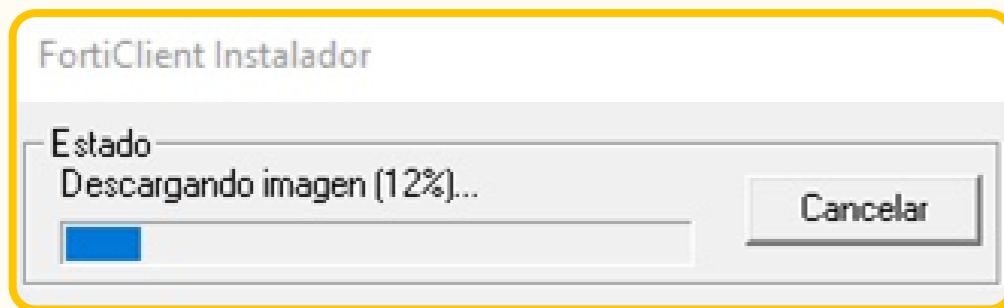 FortiClient Instalador
Estado
Descargando imagen (12%)...
Cancelar